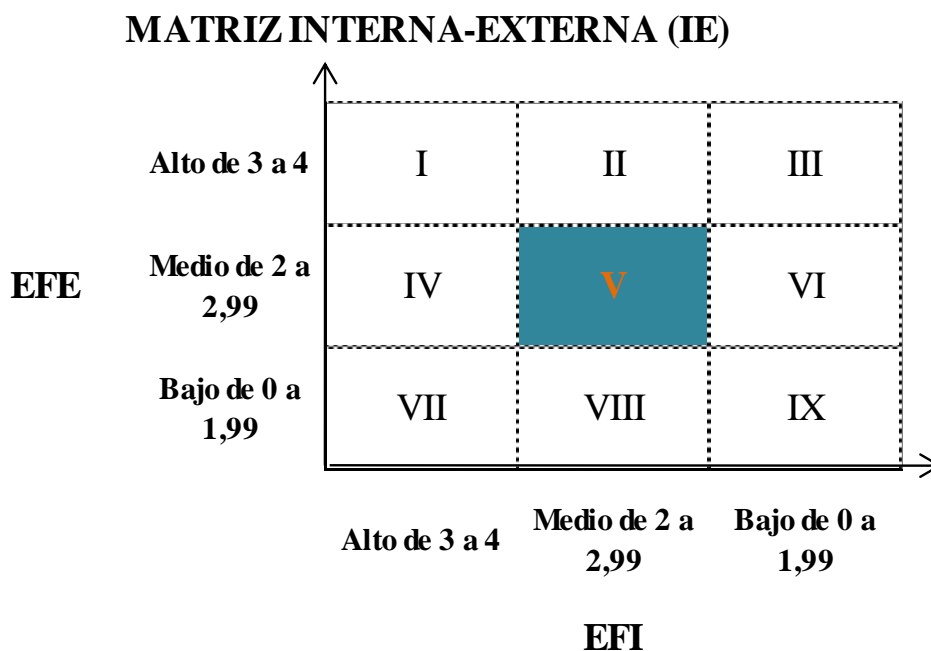 MATRIZ INTERNA-EXTERNA (IE)
Alto de 3 a 4
I
II
III
EFE
Medio de 2 a
2,99
IV
V
VI
Bajo de 0 a
1,99
VII
VIII
IX
Alto de 3 a 4
Medio de 2 a
2,99
Bajo de 0 a
1,99
EFI